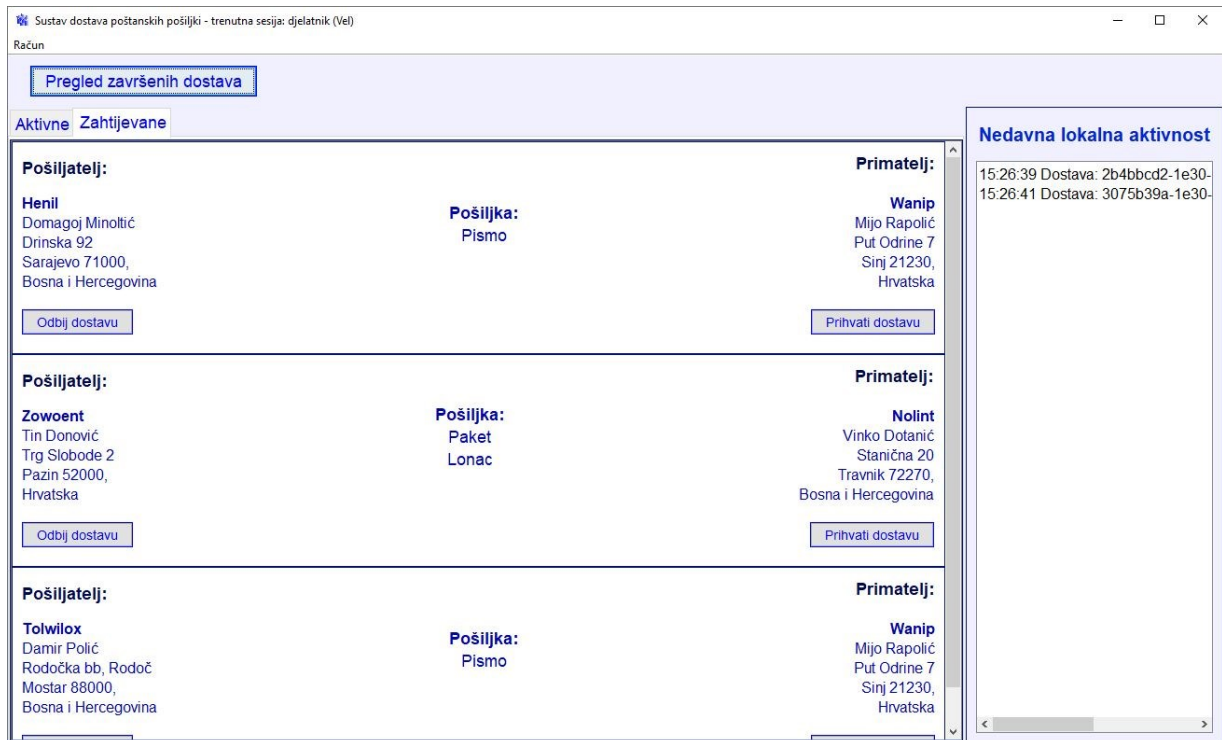 Sustav dostava poštanskih pošiljki - trenutna sesija: djelatnik (Vel)
Račun
Pregled završenih dostava
Aktivne
Zahtijevane
Pošiljatelj:
Henil
Domagoj Minoltić
Drinska 92
Sarajevo 71000,
Bosna i Hercegovina
Odbij dostavu
Pošiljka:
Pismo
Primatelj:
Wanip
Mijo Rapolić
Put Odrine 7
Sinj 21230,
Hrvatska
Prihvati dostavu
Pošiljatelj:
Zowoent
Tin Donović
Trg Slobode 2
Pazin 52000,
Hrvatska
Odbij dostavu
Pošiljka:
Paket
Lonac
Primatelj:
Nolint
Vinko Dotanić
Stanična 20
Travnik 72270,
Bosna i Hercegovina
Prihvati dostavu
Pošiljatelj:
Tolwilox
Damir Polić
Rodočka bb, Rodoč
Mostar 88000,
Bosna i Hercegovina
Pošiljka:
Pismo
Primatelj:
Wanip
Mijo Rapolić
Put Odrine 7
Sinj 21230,
Hrvatska
Nedavna lokalna aktivnost
15:26:39 Dostava: 2b4bbcd2-1e30-
15:26:41 Dostava: 3075b39a-1e30-